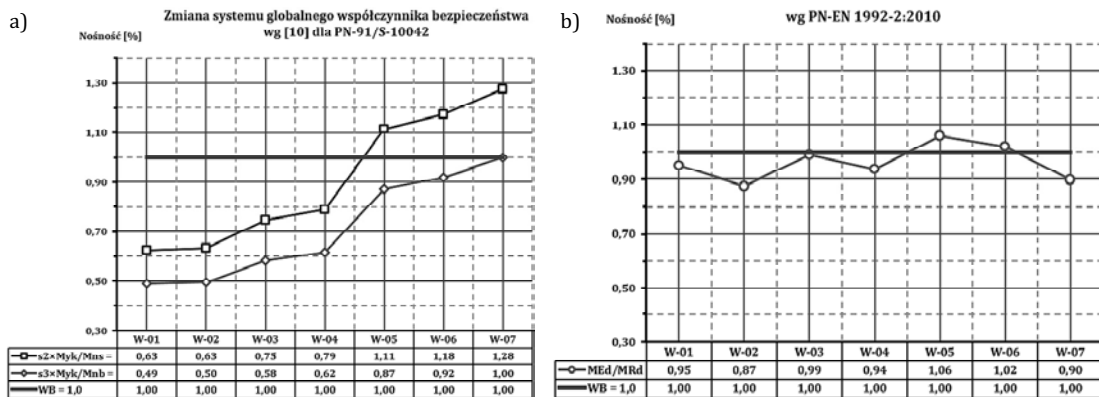 a)
Zmiana systemu globalnego współczynnika bezpieczeństwa
wg [10] dla PN-91/S-10042
Nośność [%]
1,30
1,10
0,90
0,70
0,50
0,30
W-01 W-02 W-03 W-04 W-05 W-06 W-07
s2×Myk/Mns = 0,63 0,63 0,75 0,79 1,11 1,18 1,28
s3×Myk/Mnb = 0,49 0,50 0,58 0,62 0,87 0,92 1,00
WB = 1,0 1,00 1,00 1,00 1,00 1,00 1,00 1,00
b)
wg PN-EN 1992-2:2010
Nośność [%]
1,30
1,10
0,90
0,70
0,50
0,30
W-01 W-02 W-03 W-04 W-05 W-06 W-07
MEd/MRd 0,95 0,87 0,99 0,94 1,06 1,02 0,90
WB = 1,0 1,00 1,00 1,00 1,00 1,00 1,00 1,00